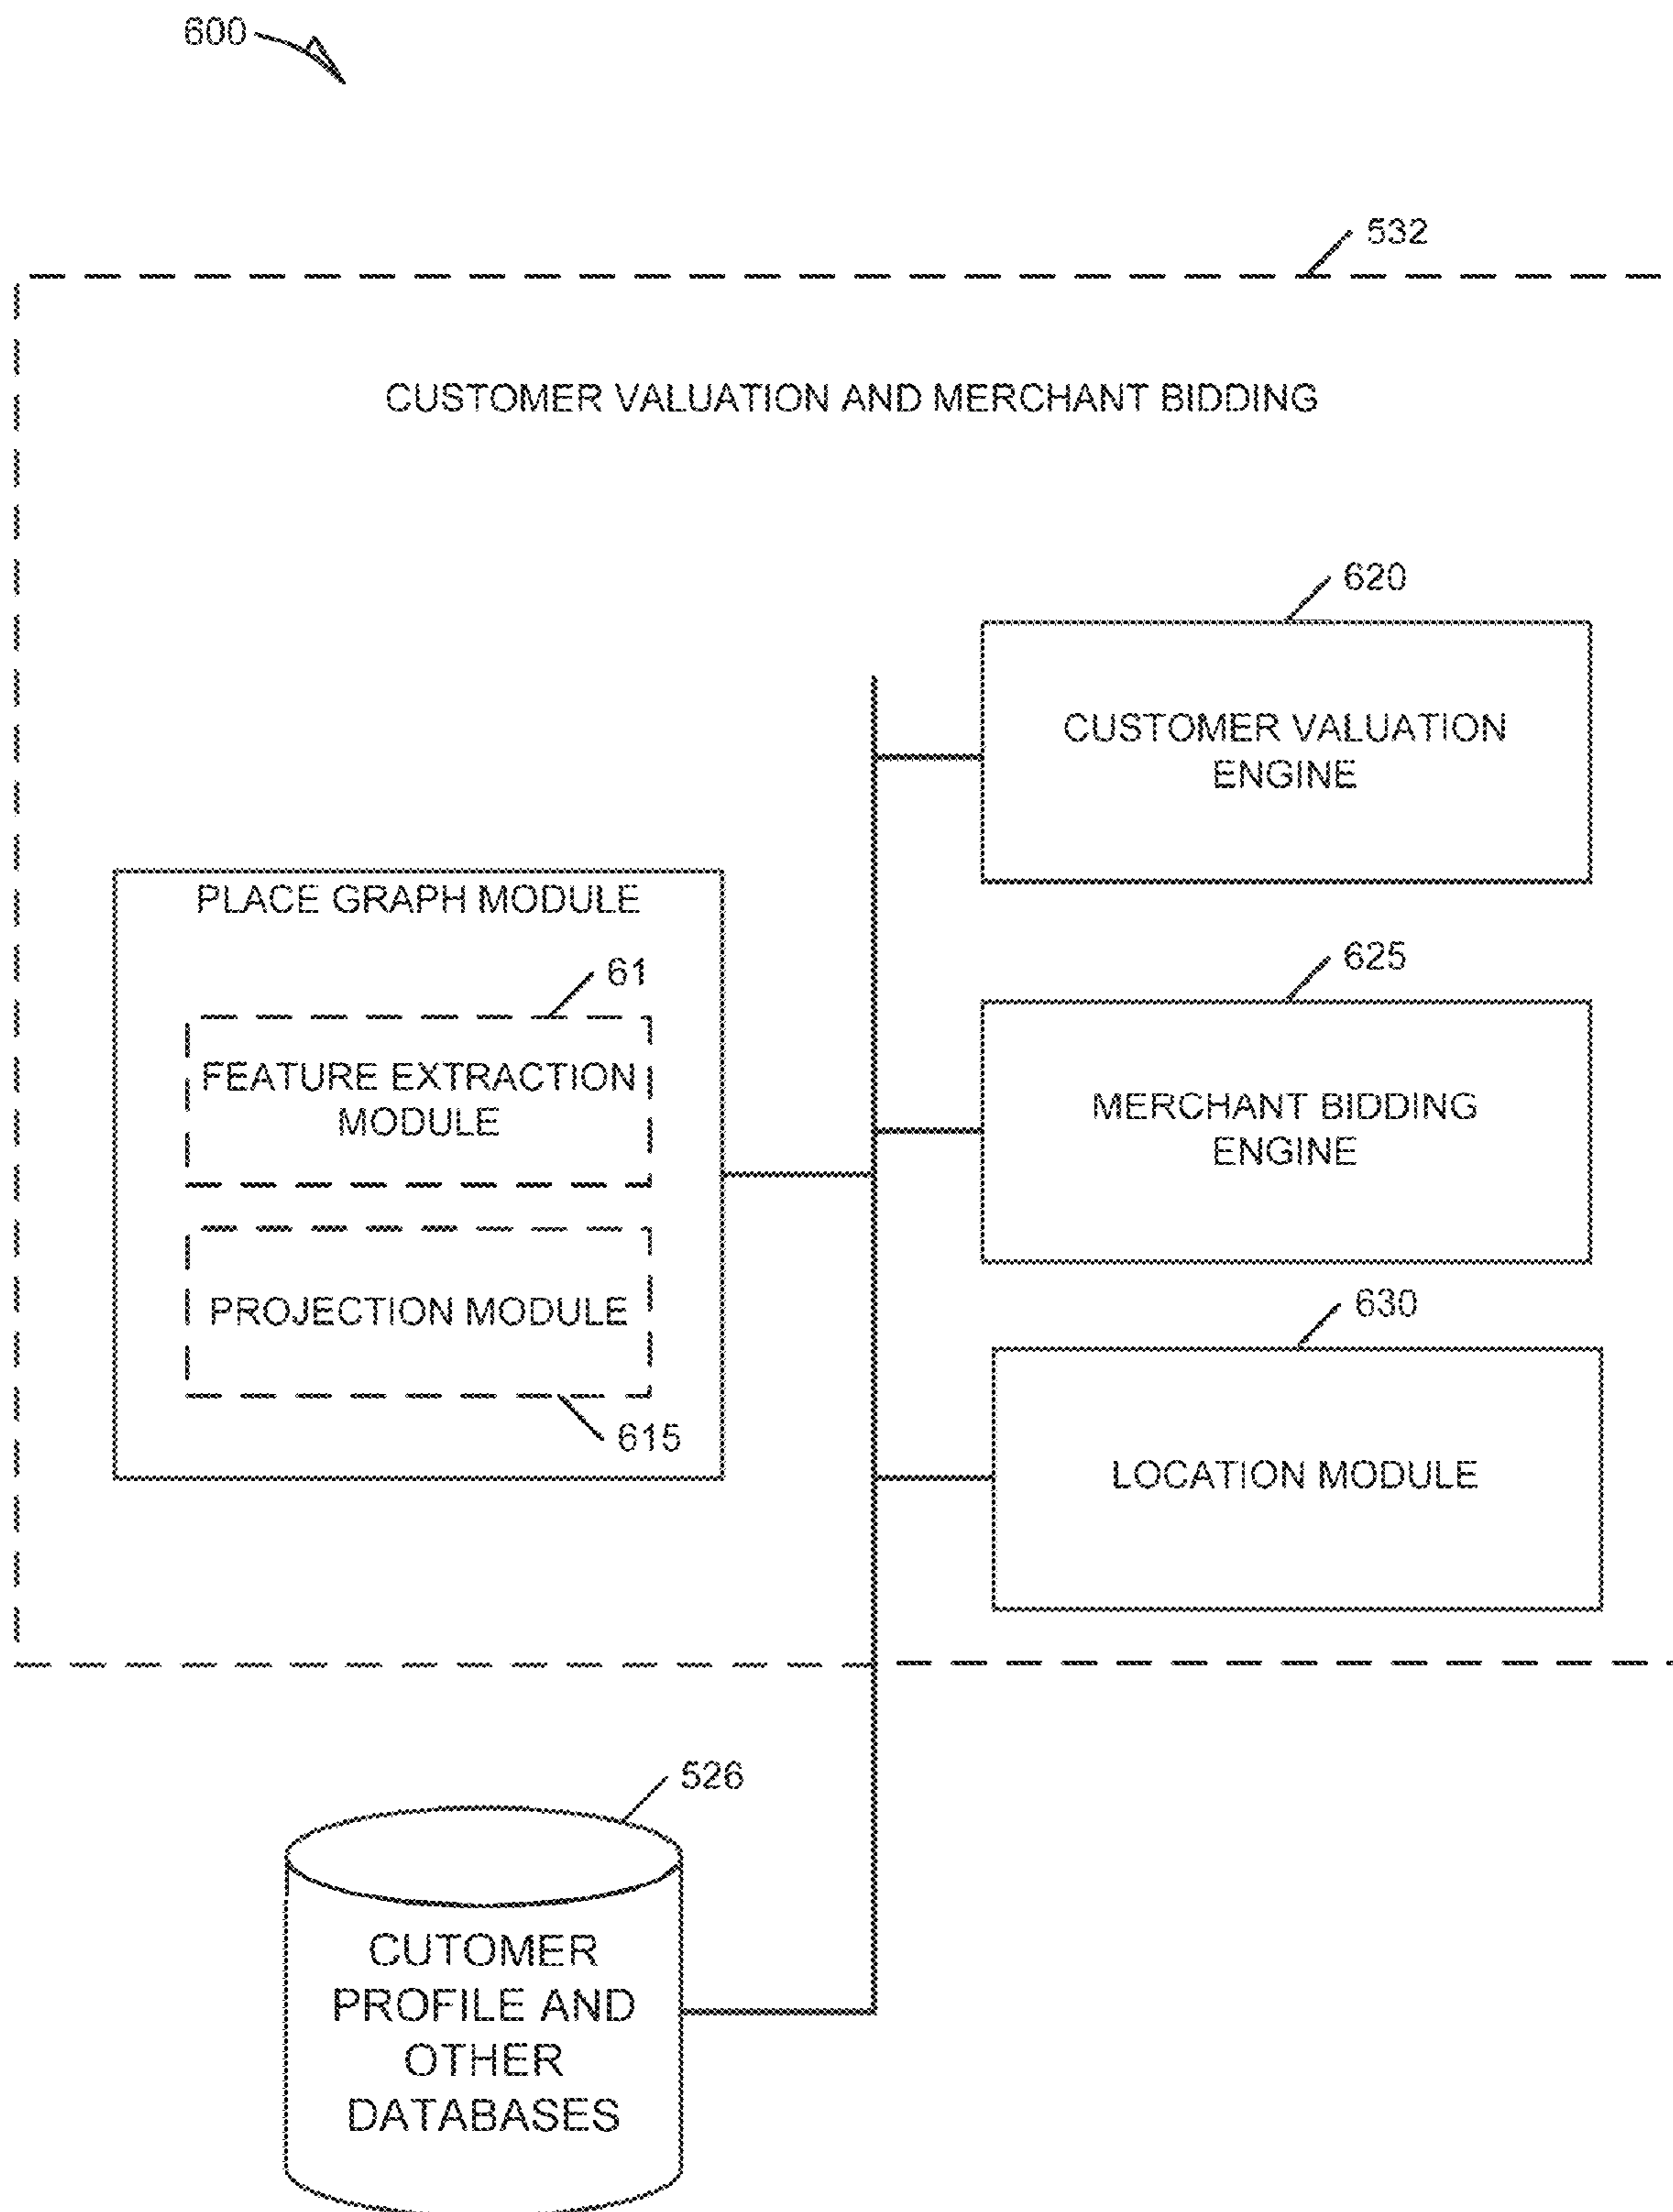 600
532
CUSTOMER VALUATION AND MERCHANT BIDDING
620
CUSTOMER VALUATION
ENGINE
PLACE GRAPH MODULE
61
FEATURE EXTRACTION
MODULE
PROJECTION MODULE
615
625
MERCHANT BIDDING
ENGINE
630
LOCATION MODULE
526
CUTOMER
PROFILE AND
OTHER
DATABASES